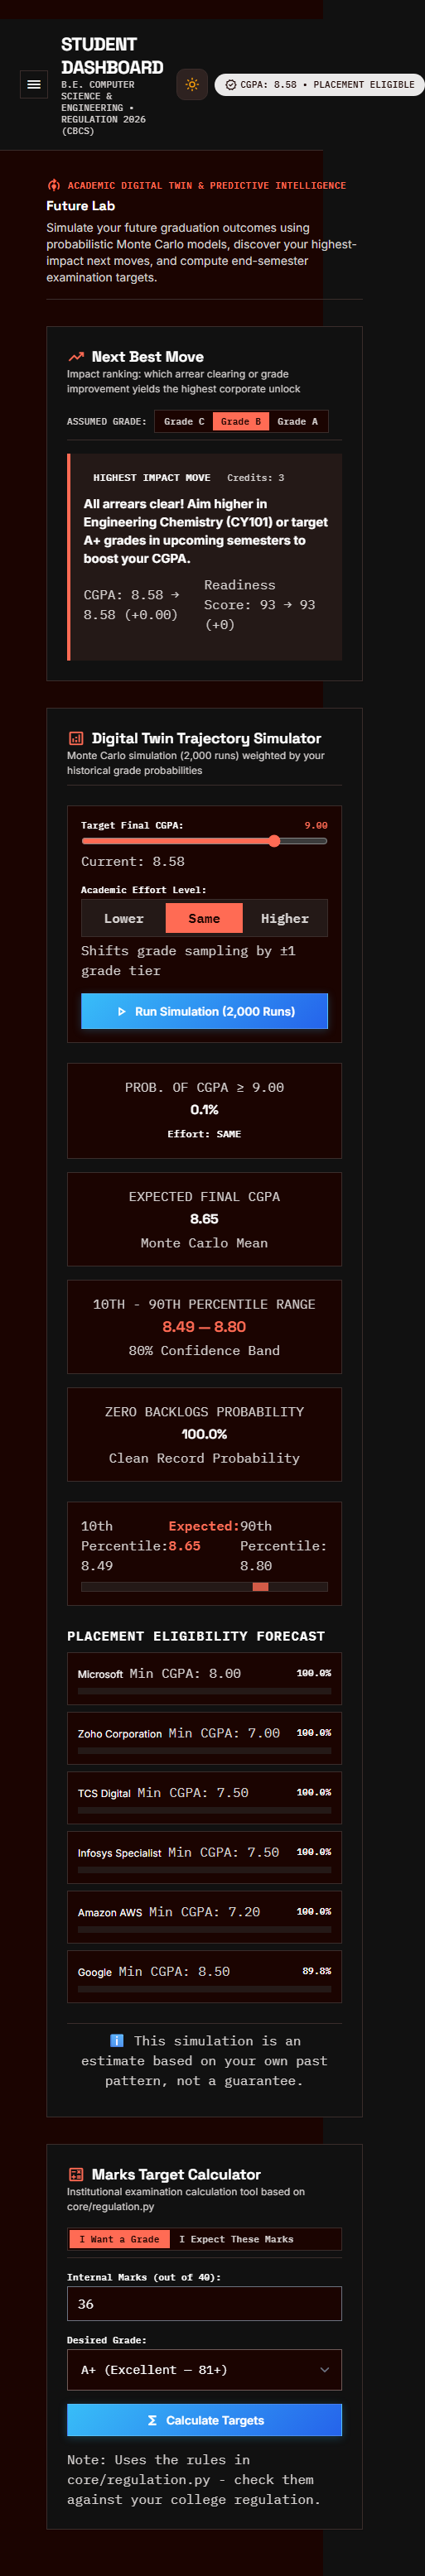 STUDENT
DASHBOARD
B.E. COMPUTER
SCIENCE &
ENGINEERING •
REGULATION 2026
(CBCS)
CGPA: 8.58 • PLACEMENT ELIGIBLE
ACADEMIC DIGITAL TWIN & PREDICTIVE INTELLIGENCE
Future Lab
Simulate your future graduation outcomes using
probabilistic Monte Carlo models, discover your highest-
impact next moves, and compute end-semester
examination targets.
Next Best Move
Impact ranking: which arrear clearing or grade
improvement yields the highest corporate unlock
ASSUMED GRADE: Grade C Grade B Grade A
HIGHEST IMPACT MOVE Credits: 3
All arrears clear! Aim higher in
Engineering Chemistry (CY101) or target
A+ grades in upcoming semesters to
boost your CGPA.
CGPA: 8.58 →
8.58 (+0.00)
Readiness
Score: 93 → 93
(+0)
Digital Twin Trajectory Simulator
Monte Carlo simulation (2,000 runs) weighted by your
historical grade probabilities
Target Final CGPA: 9.00
Current: 8.58
Academic Effort Level:
Lower Same Higher
Shifts grade sampling by ±1
grade tier
Run Simulation (2,000 Runs)
PROB. OF CGPA ≥ 9.00
0.1%
Effort: SAME
EXPECTED FINAL CGPA
8.65
Monte Carlo Mean
10TH - 90TH PERCENTILE RANGE
8.49 — 8.80
80% Confidence Band
ZERO BACKLOGS PROBABILITY
100.0%
Clean Record Probability
10th
Percentile:
8.49
Expected:
8.65
90th
Percentile:
8.80
PLACEMENT ELIGIBILITY FORECAST
Microsoft Min CGPA: 8.00 100.0%
Zoho Corporation Min CGPA: 7.00 100.0%
TCS Digital Min CGPA: 7.50 100.0%
Infosys Specialist Min CGPA: 7.50 100.0%
Amazon AWS Min CGPA: 7.20 100.0%
Google Min CGPA: 8.50 89.8%
ℹ️ This simulation is an
estimate based on your own past
pattern, not a guarantee.
Marks Target Calculator
Institutional examination calculation tool based on
core/regulation.py
I Want a Grade I Expect These Marks
Internal Marks (out of 40):
36
Desired Grade:
A+ (Excellent — 81+)
Calculate Targets
Note: Uses the rules in
core/regulation.py - check them
against your college regulation.